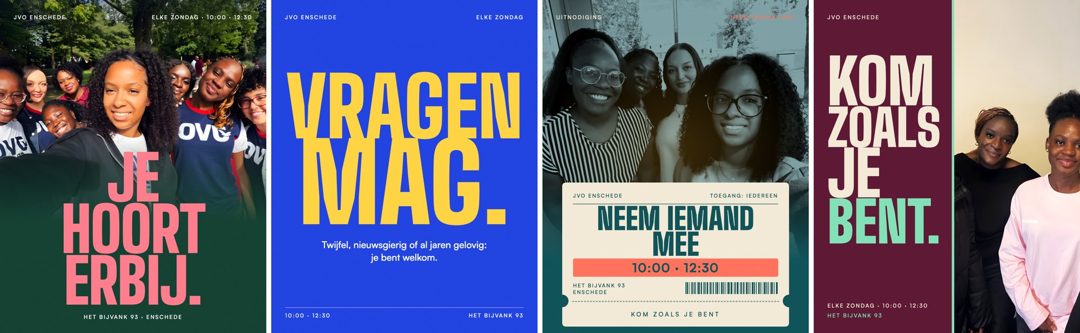 JVO ENSCHEDE
ELKE ZONDAG · 10:00 - 12:30
OVG
OVG
JE
HOORT
ERBIJ.
HET BIJVANK 93 · ENSCHEDE
JVO ENSCHEDE
ELKE ZONDAG
VRAGEN
MAG.
Twijfel, nieuwsgierig of al jaren gelovig:
je bent welkom.
10:00 - 12:30
HET BIJVANK 93
UITNODIGING
JVO ENSCHEDE
TOEGANG: IEDEREEN
NEEM IEMAND
MEE
10:00 · 12:30
HET BIJVANK 93
ENSCHEDE
KOM ZOALS JE BENT
JVO ENSCHEDE
KOM
ZOALS
JE
BENT.
ELKE ZONDAG · 10:00 - 12:30
HET BIJVANK 93